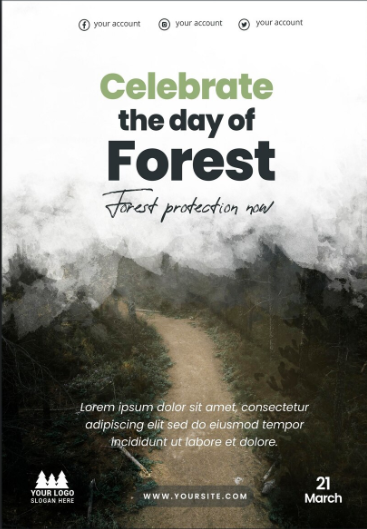 your account your account your account
Celebrate
the day of
Forest
Forest protection now
Lorem ipsum dolor sit amet, consectetur
adipiscing elit sed do eiusmod tempor
Incididunt ut labore et dolore.
YOUR LOGO
SLOGAN HERE
WWW.YOURSITE.COM
21
March